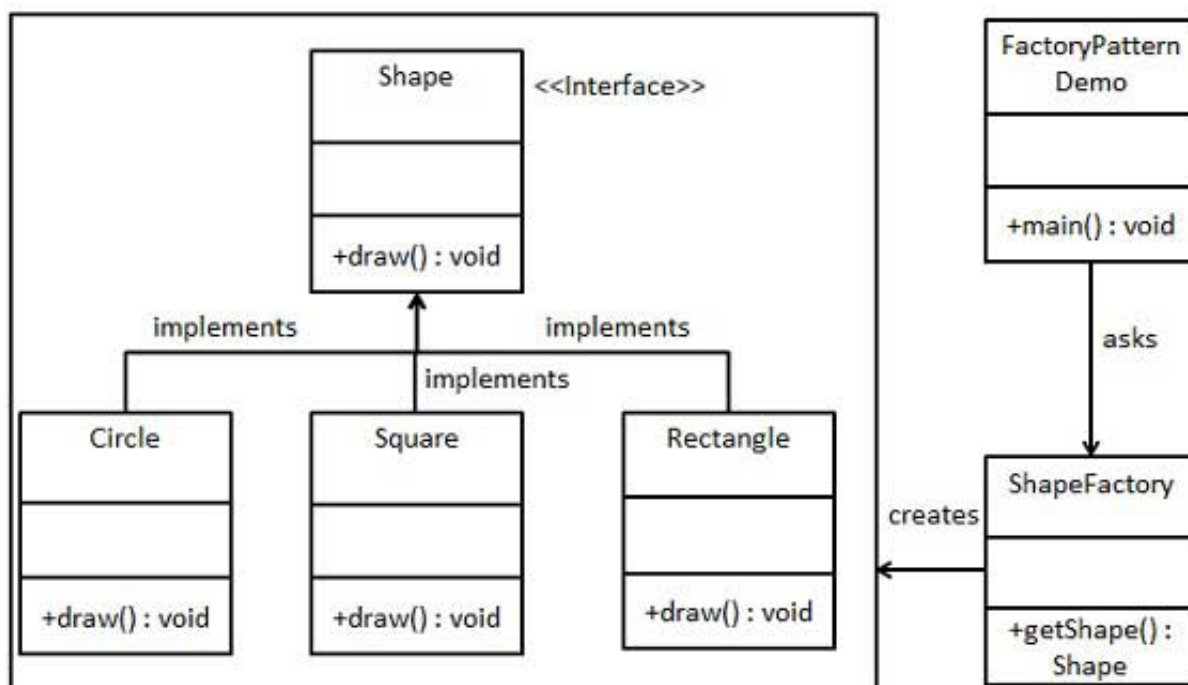 Shape
<<Interface>>
+draw() : void
implements
implements
implements
Circle
+draw() : void
Square
+draw() : void
Rectangle
+draw() : void
FactoryPattern
Demo
+main() : void
asks
ShapeFactory
+getShape() :
Shape
creates